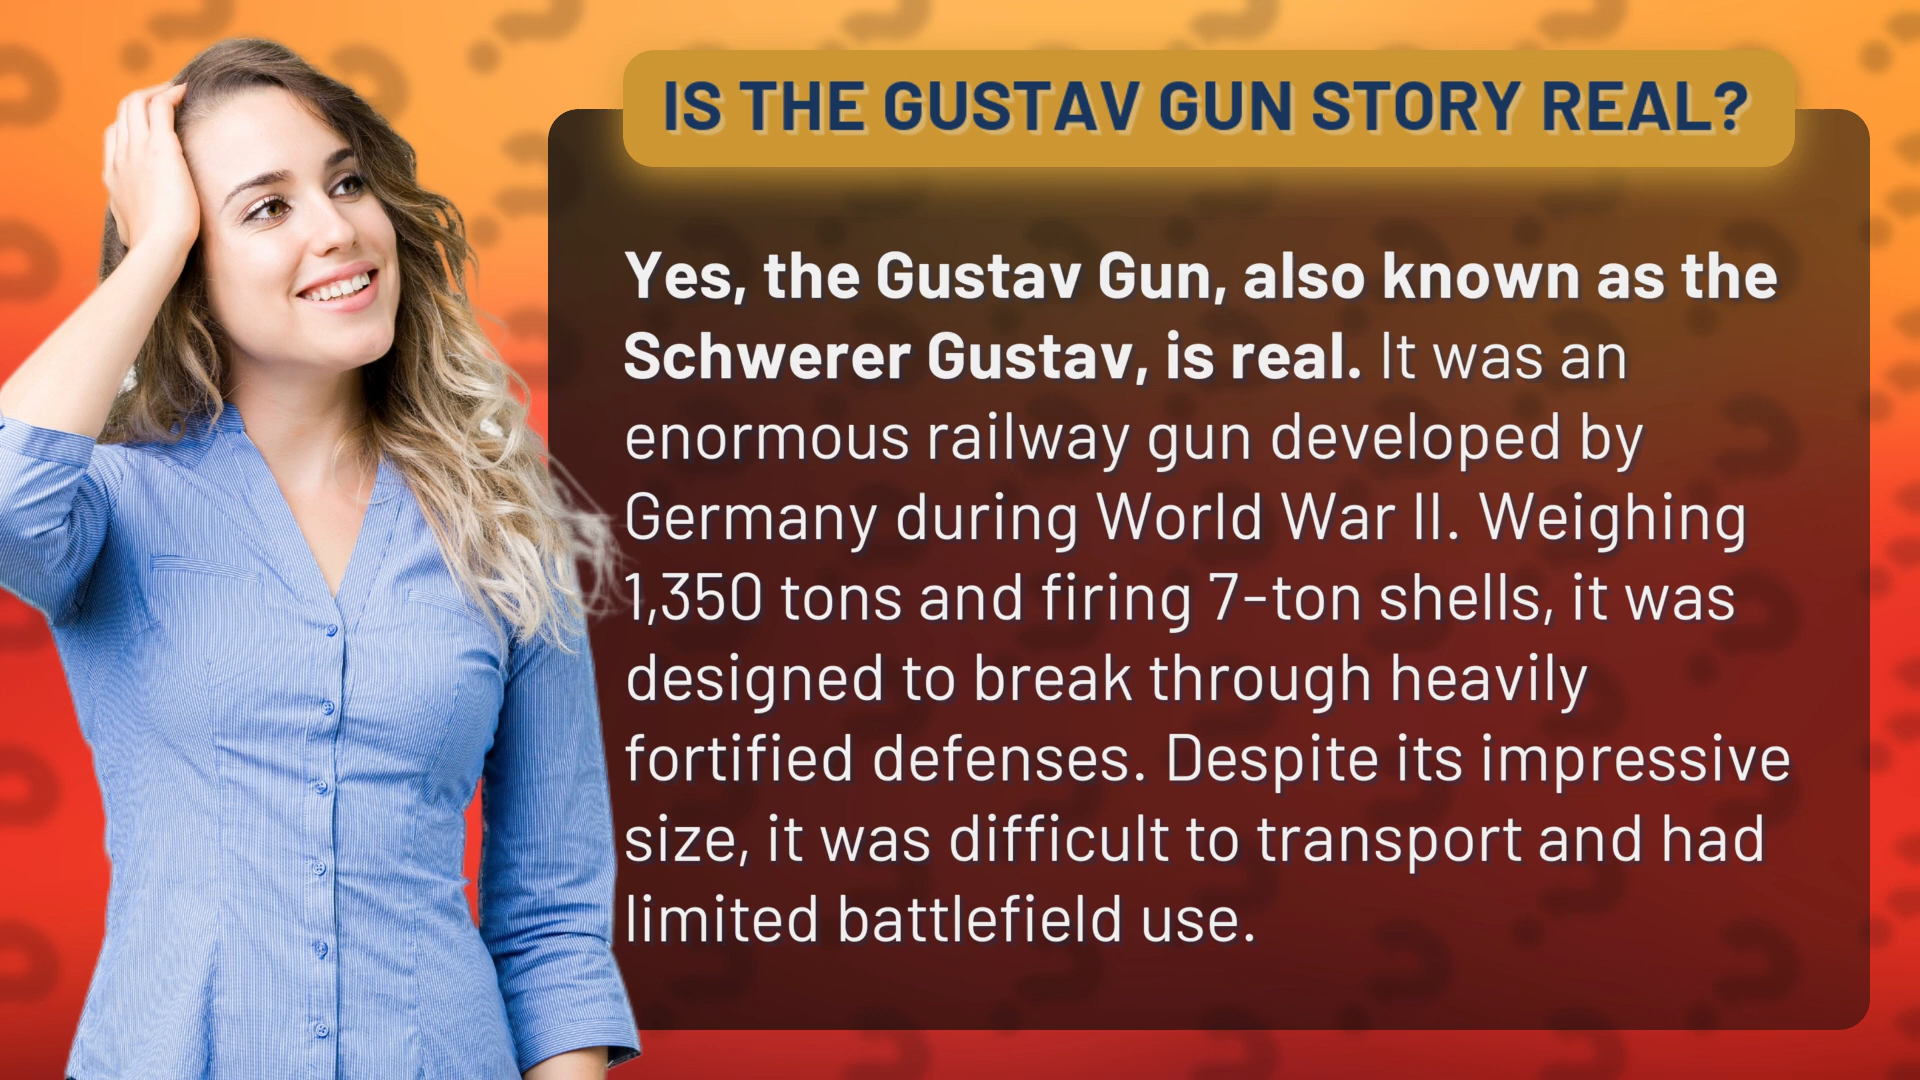 IS THE GUSTAV GUN STORY REAL?
Yes, the Gustav Gun, also known as the
Schwerer Gustav, is real. It was an
enormous railway gun developed by
Germany during World War II. Weighing
1,350 tons and firing 7-ton shells, it was
designed to break through heavily
fortified defenses. Despite its impressive
size, it was difficult to transport and had
limited battlefield use.